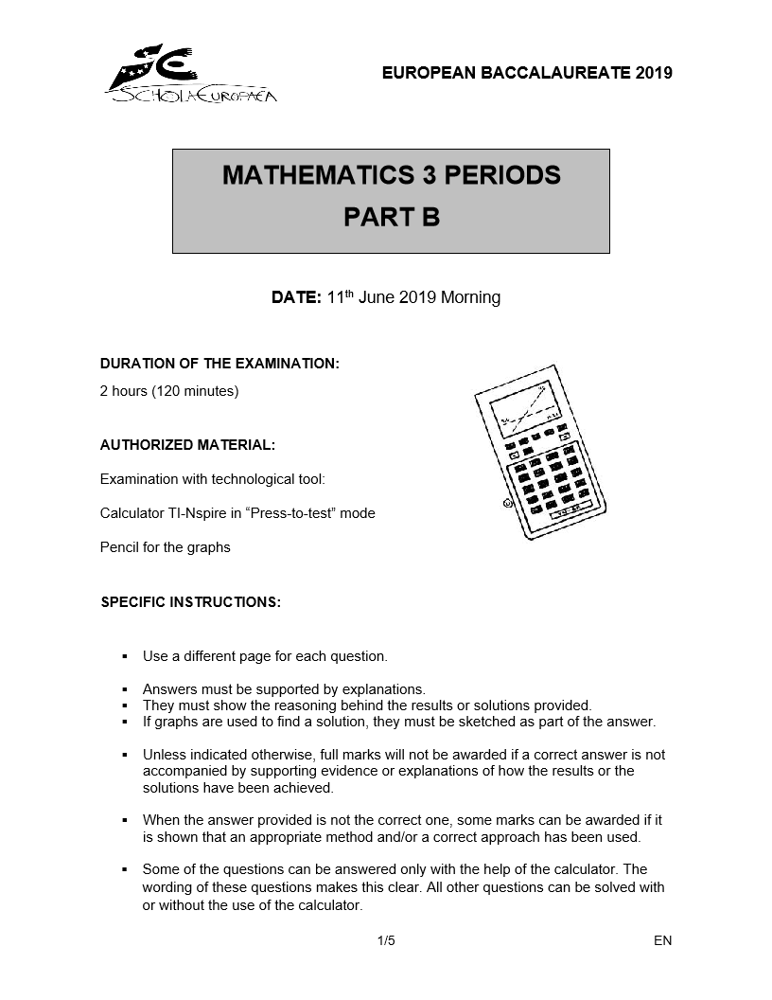 SCHOLAEUROPAEA
EUROPEAN BACCALAUREATE 2019
MATHEMATICS 3 PERIODS
PART B
DATE: 11th June 2019 Morning
DURATION OF THE EXAMINATION:
2 hours (120 minutes)
AUTHORIZED MATERIAL:
Examination with technological tool:
Calculator TI-Nspire in “Press-to-test” mode
Pencil for the graphs
SPECIFIC INSTRUCTIONS:
▪ Use a different page for each question.
▪ Answers must be supported by explanations.
▪ They must show the reasoning behind the results or solutions provided.
▪ If graphs are used to find a solution, they must be sketched as part of the answer.
▪ Unless indicated otherwise, full marks will not be awarded if a correct answer is not
accompanied by supporting evidence or explanations of how the results or the
solutions have been achieved.
▪ When the answer provided is not the correct one, some marks can be awarded if it
is shown that an appropriate method and/or a correct approach has been used.
▪ Some of the questions can be answered only with the help of the calculator. The
wording of these questions makes this clear. All other questions can be solved with
or without the use of the calculator.
1/5
EN